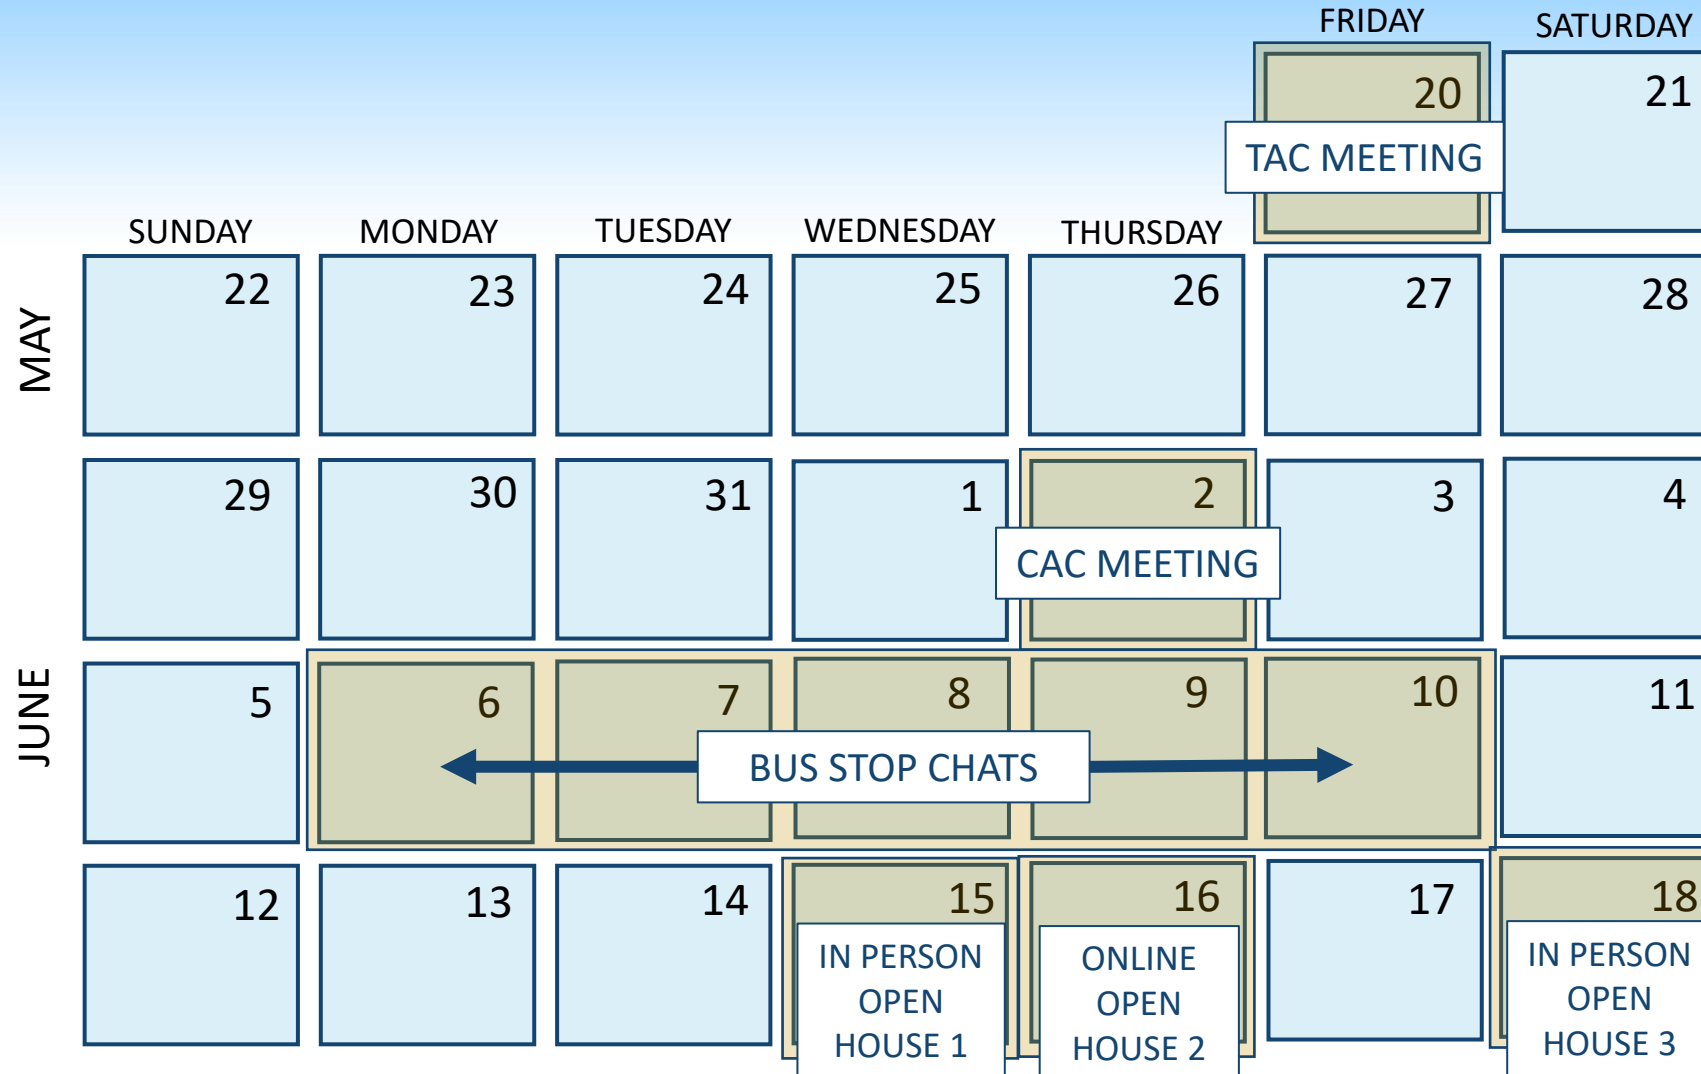 FRIDAY SATURDAY
20 21
TAC MEETING
SUNDAY MONDAY TUESDAY WEDNESDAY THURSDAY
MAY
22 23 24 25 26 27 28
29 30 31 1 2 3 4
CAC MEETING
JUNE
5 6 7 8 9 10 11
BUS STOP CHATS
12 13 14 15 16 17 18
IN PERSON
OPEN
HOUSE 1
ONLINE
OPEN
HOUSE 2
IN PERSON
OPEN
HOUSE 3